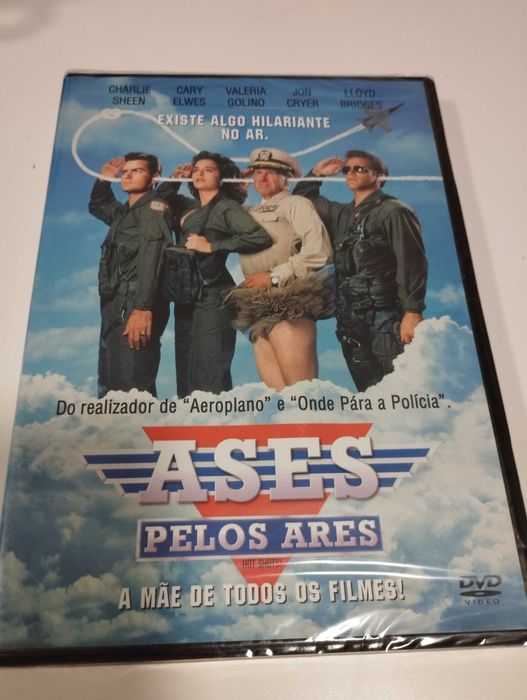 CHARLIE SHEEN
CARY ELWES
VALERIA GOLINO
JON CRYER
LLOYD BRIDGES
EXISTE ALGO HILARIANTE
NO AR.
Do realizador de “Aeroplano” e “Onde Pára a Polícia”.
ASES
PELOS ARES
HOT SHOTS!
A MÃE DE TODOS OS FILMES!
DVD
VIDEO